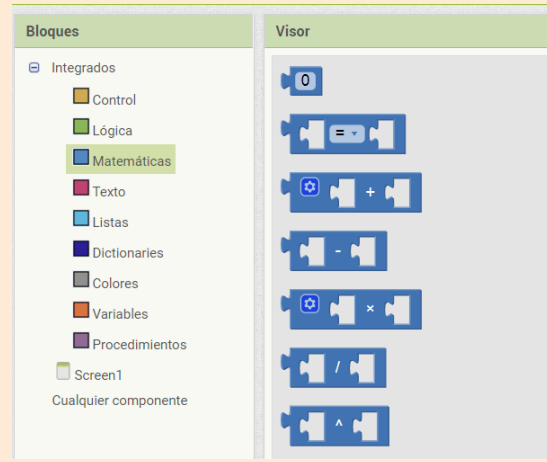 Bloques
Integrados
Control
Lógica
Matemáticas
Texto
Listas
Dictionaries
Colores
Variables
Procedimientos
Screen1
Cualquier componente
Visor
0
=
+
-
×
/
^